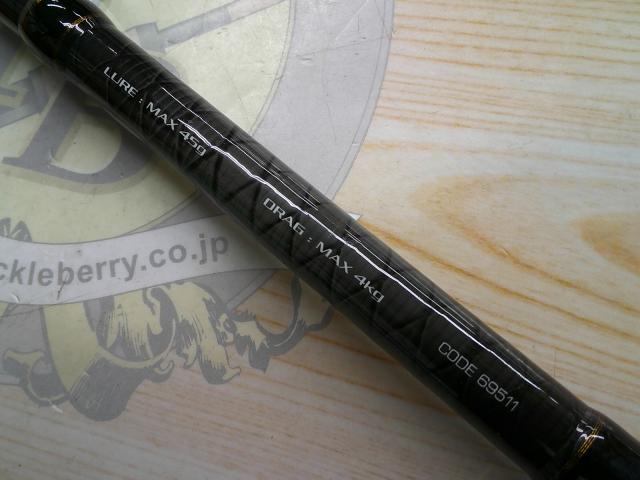 LURE : MAX 45g
DRAG : MAX 4kg
CODE 69511
ckleberry.co.jp